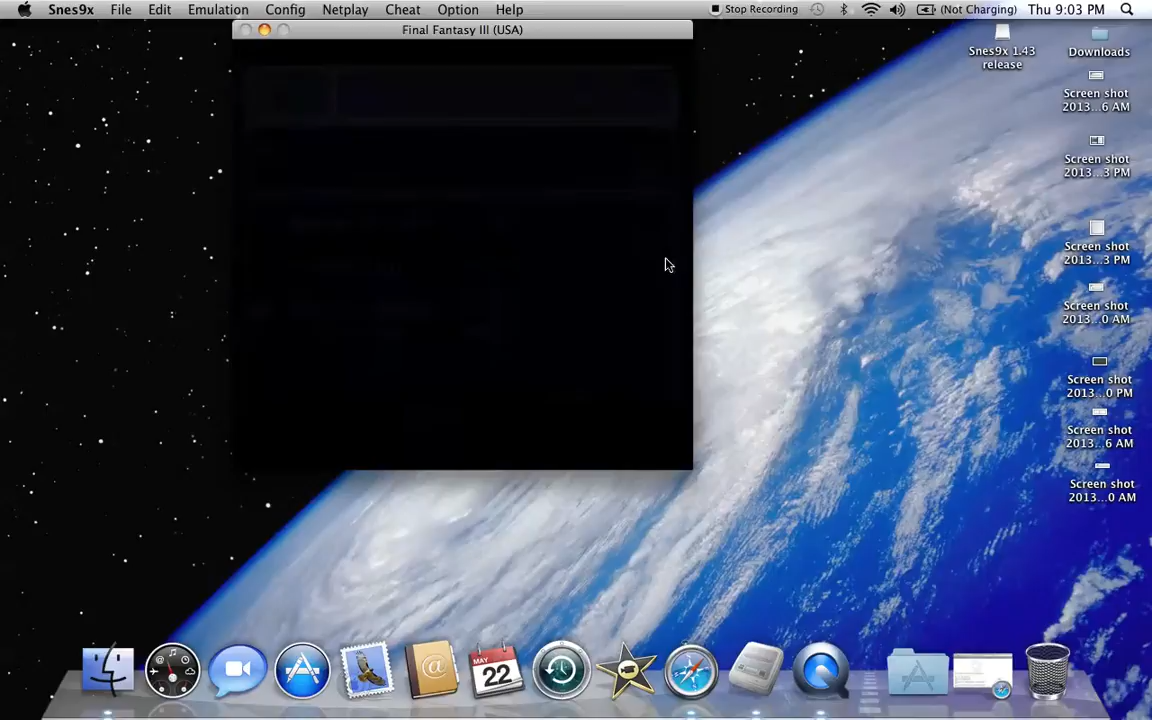 Snes9x File Edit Emulation Config Netplay Cheat Option Help Stop Recording (Not Charging) Thu 9:03 PM
Final Fantasy III (USA)
Snes9x 1.43
release
Downloads
Screen shot
2013...6 AM
Screen shot
2013...3 PM
Screen shot
2013...3 PM
Screen shot
2013...0 AM
Screen shot
2013...0 PM
Screen shot
2013...6 AM
Screen shot
2013...0 AM
MAY
22